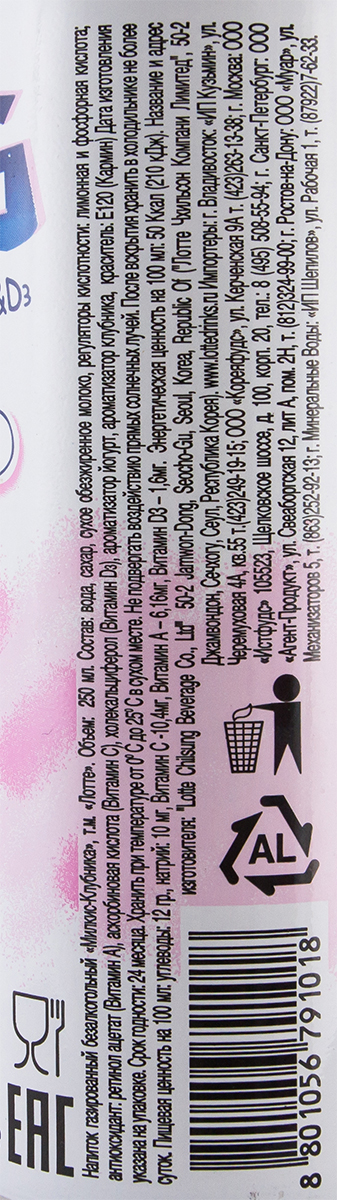 &D3
Напиток газированный безалкогольный «Милкис-Клубника», т.м. «Лотте». Объем: 250 мл. Состав: вода, сахар, сухое обезжиренное молоко, регуляторы кислотности: лимонная и фосфорная кислота;
антиоксидант: ретинол ацетат (Витамин А), аскорбиновая кислота (Витамин С), холекальциферол (Витамин D3), ароматизатор йогурт, ароматизатор клубника, краситель: Е120 (Кармин) Дата изготовления
указана на упаковке. Срок годности: 24 месяца. Хранить при температуре от 0°С до 25°С в сухом месте. Не подвергать воздействию прямых солнечных лучей. После вскрытия хранить в холодильнике не более
суток. Пищевая ценность на 100 мл: углеводы: 12 гр., натрий: 10 мг, Витамин С -10,4мг, Витамин А – 6,16мг, Витамин D3 – 1,6мг. Энергетическая ценность на 100 мл: 50 Ккал (210 кДж). Название и адрес
изготовителя: "Lotte Chilsung Beverage Co., Ltd" 50-2 Jamwon-Dong, Seocho-Gu, Seoul, Korea, Republic Of ("Лотте Чхильсон Компани Лимитед", 50-2
Джамвондон, Сечхогу, Сеул, Республика Корея). www.lottedrinks.ru Импортеры: г. Владивосток: «ИП Кузьмин», ул.
Черемуховая 4А, кв.55 т.(423)249-19-15; ООО «Корейфуд», ул. Керченская 9А т. (423)263-13-38; г. Москва: ООО
«Истфуд» 105523, Щелковское шоссе, д. 100, корп. 20, тел.: 8 (495) 508-55-94; г. Санкт-Петербург: ООО
«Агент-Продукт», ул. Сваеборгская 12, лит А, пом. 2Н, т. (812)324-99-00; г. Ростов-на-Дону: ООО «Муар», ул.
Механизаторов 5, т. (863)252-92-13; г. Минеральные Воды: «ИП Шепилов», ул. Рабочая 1, т. (87922)7-62-33.
EAC
AL
8 801056 791018